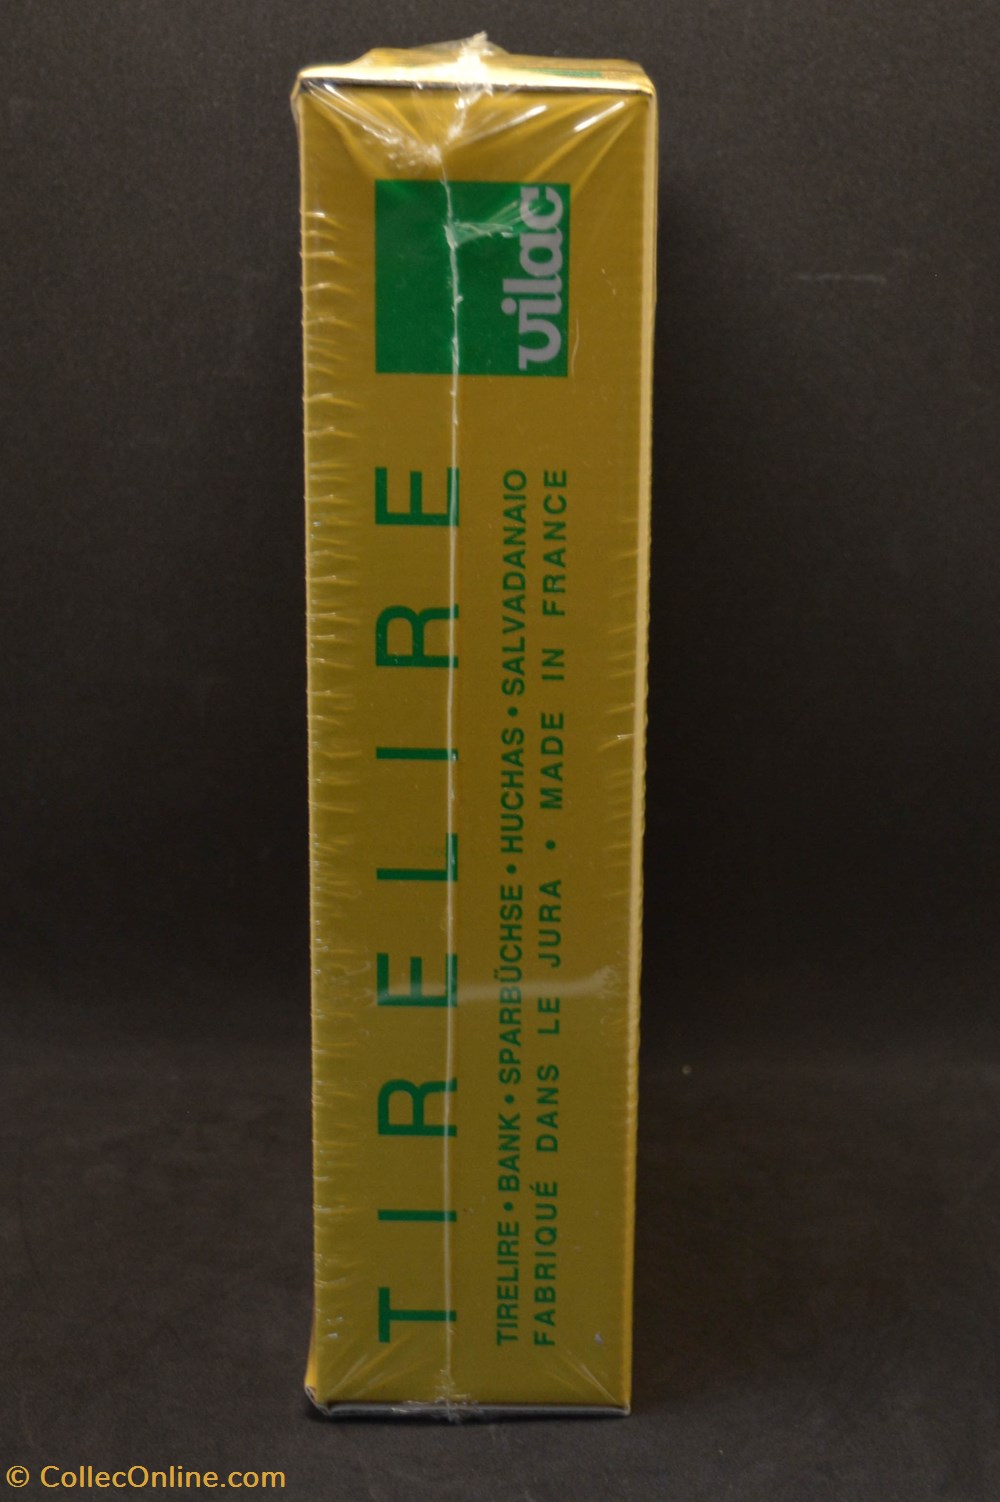 TIRELIRE
vilac
TIRELIRE • BANK • SPARBÜCHSE • HUCHAS • SALVADANAIO
FABRIQUÉ DANS LE JURA • MADE IN FRANCE
© CollecOnline.com